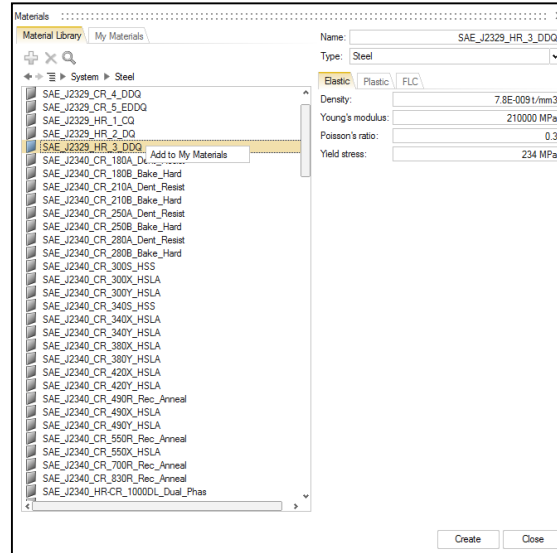 Materials
Material Library My Materials
System Steel
SAE_J2329_CR_4_DDQ
SAE_J2329_CR_5_EDDQ
SAE_J2329_HR_1_CQ
SAE_J2329_HR_2_DQ
SAE_J2329_HR_3_DDQ
Add to My Materials
SAE_J2340_CR_180A_Dent_Resist
SAE_J2340_CR_180B_Bake_Hard
SAE_J2340_CR_210A_Dent_Resist
SAE_J2340_CR_210B_Bake_Hard
SAE_J2340_CR_250A_Dent_Resist
SAE_J2340_CR_250B_Bake_Hard
SAE_J2340_CR_280A_Dent_Resist
SAE_J2340_CR_280B_Bake_Hard
SAE_J2340_CR_300S_HSS
SAE_J2340_CR_300X_HSLA
SAE_J2340_CR_300Y_HSLA
SAE_J2340_CR_340S_HSS
SAE_J2340_CR_340X_HSLA
SAE_J2340_CR_340Y_HSLA
SAE_J2340_CR_380X_HSLA
SAE_J2340_CR_380Y_HSLA
SAE_J2340_CR_420X_HSLA
SAE_J2340_CR_420Y_HSLA
SAE_J2340_CR_490R_Rec_Anneal
SAE_J2340_CR_490X_HSLA
SAE_J2340_CR_490Y_HSLA
SAE_J2340_CR_550R_Rec_Anneal
SAE_J2340_CR_550X_HSLA
SAE_J2340_CR_700R_Rec_Anneal
SAE_J2340_CR_830R_Rec_Anneal
SAE_J2340_HR-CR_1000DL_Dual_Phas
Name: SAE_J2329_HR_3_DDQ
Type: Steel
Elastic Plastic FLC
Density: 7.8E-009 t/mm3
Young's modulus: 210000 MPa
Poisson's ratio: 0.3
Yield stress: 234 MPa
Create Close